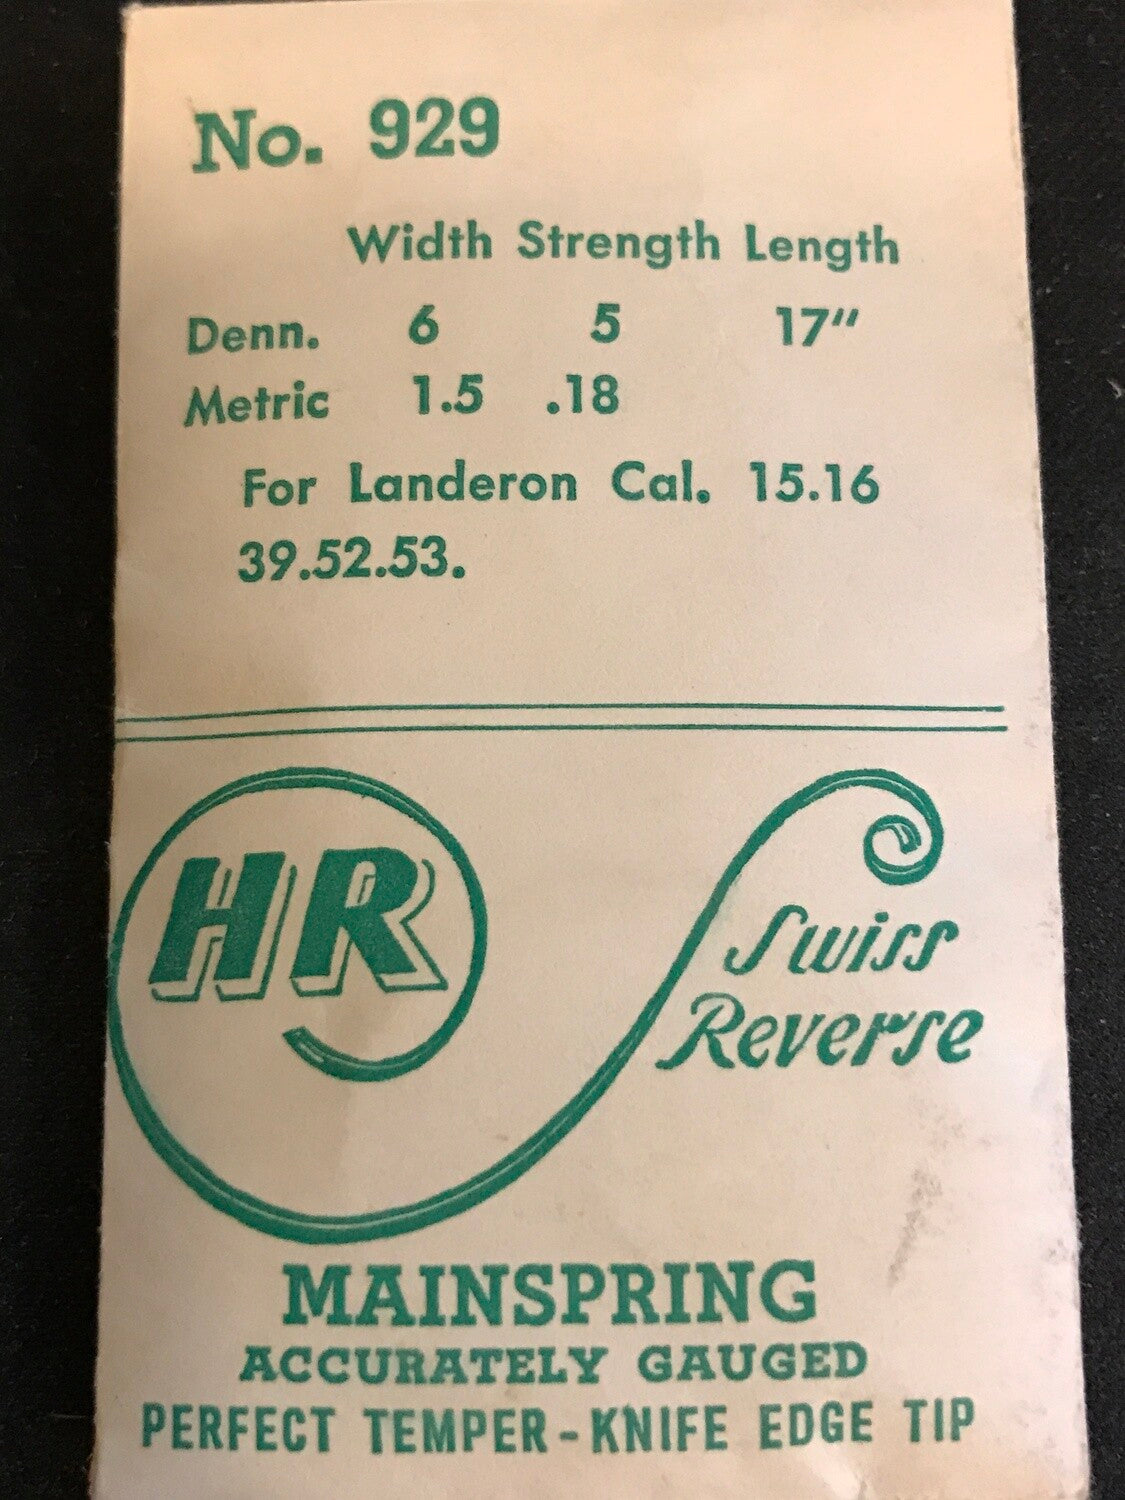 No. 929
Width Strength Length
Denn. 6 5 17"
Metric 1.5 .18
For Landeron Cal. 15.16
39.52.53.
HR
Swiss
Reverse
MAINSPRING
ACCURATELY GAUGED
PERFECT TEMPER-KNIFE EDGE TIP